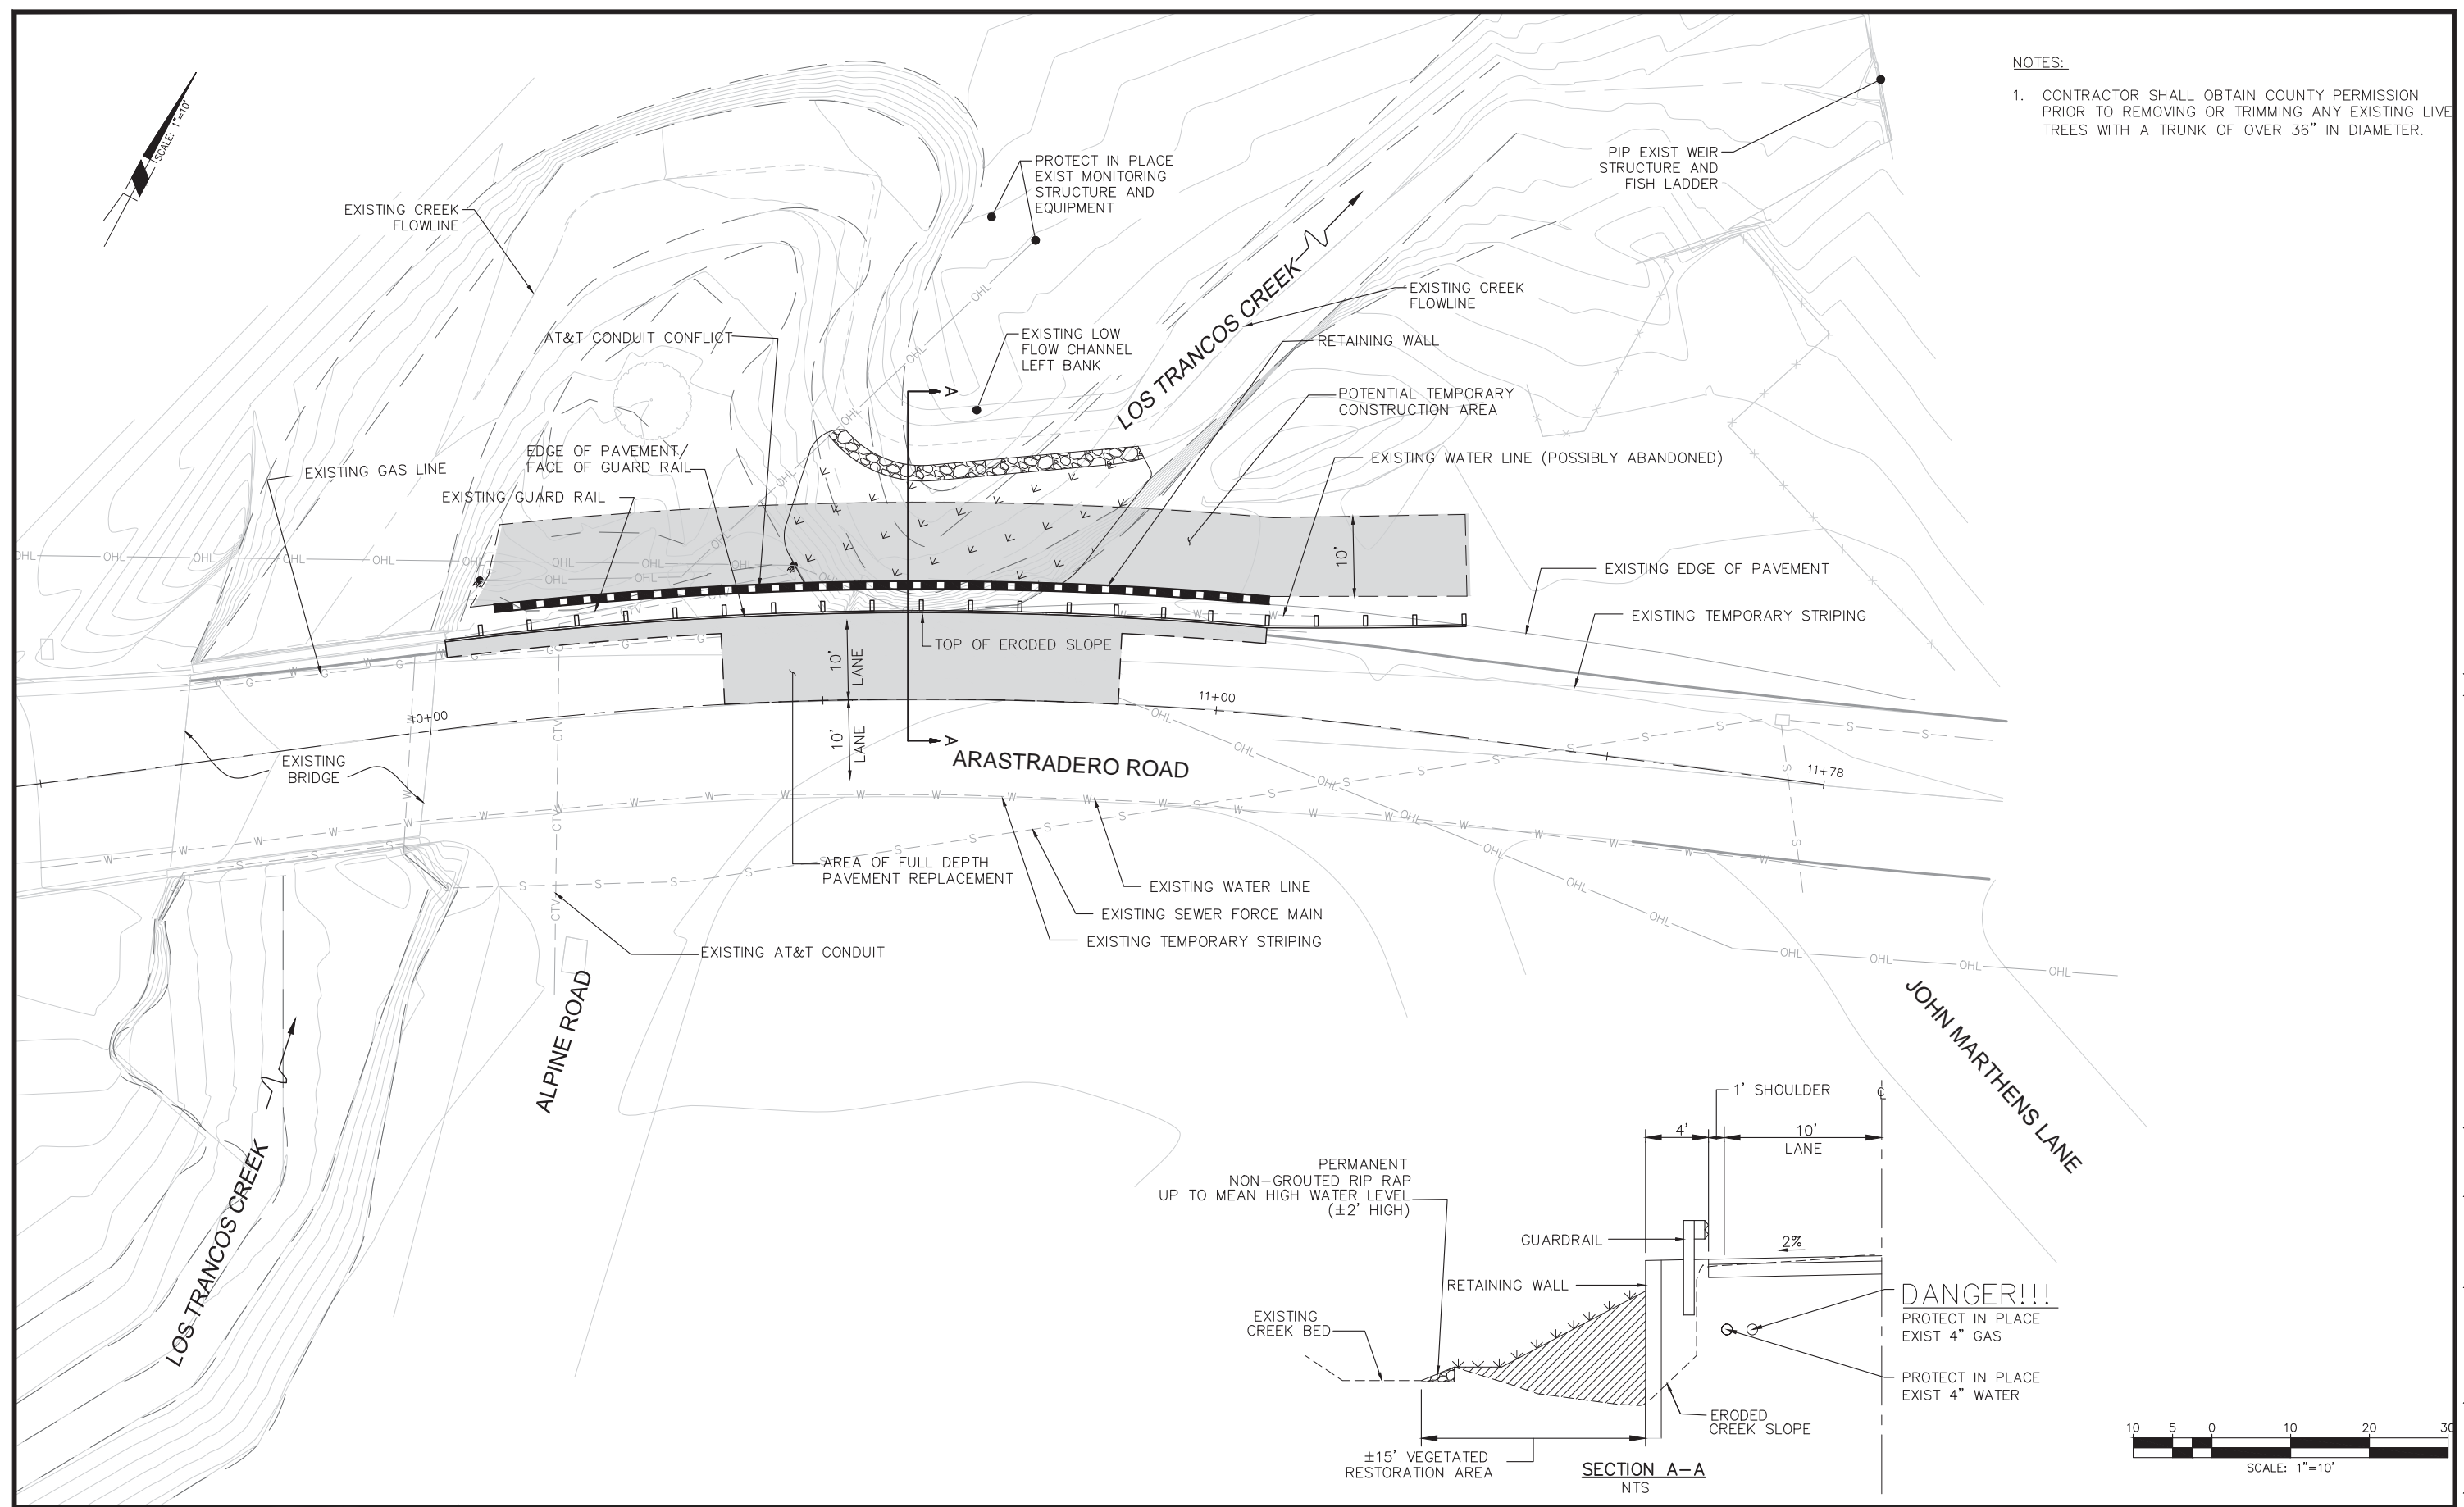 NOTES:
1. CONTRACTOR SHALL OBTAIN COUNTY PERMISSION
PRIOR TO REMOVING OR TRIMMING ANY EXISTING LIVE
TREES WITH A TRUNK OF OVER 36" IN DIAMETER.
SCALE: 1"=10'
PIP EXIST WEIR
STRUCTURE AND
FISH LADDER
PROTECT IN PLACE
EXIST MONITORING
STRUCTURE AND
EQUIPMENT
EXISTING CREEK
FLOWLINE
LOS TRANCOS CREEK
EXISTING CREEK
FLOWLINE
AT&T CONDUIT CONFLICT
EXISTING LOW
FLOW CHANNEL
LEFT BANK
RETAINING WALL
A
POTENTIAL TEMPORARY
CONSTRUCTION AREA
EDGE OF PAVEMENT/
FACE OF GUARD RAIL
EXISTING GAS LINE
EXISTING WATER LINE (POSSIBLY ABANDONED)
EXISTING GUARD RAIL
10'
EXISTING EDGE OF PAVEMENT
EXISTING TEMPORARY STRIPING
TOP OF ERODED SLOPE
10'
LANE
10+00
11+00
10'
LANE
A
ARASTRADERO ROAD
11+78
EXISTING
BRIDGE
AREA OF FULL DEPTH
PAVEMENT REPLACEMENT
EXISTING WATER LINE
EXISTING SEWER FORCE MAIN
EXISTING TEMPORARY STRIPING
EXISTING AT&T CONDUIT
ALPINE ROAD
JOHN MARTHENS LANE
LOS TRANCOS CREEK
1' SHOULDER
4'
10'
LANE
PERMANENT
NON-GROUTED RIP RAP
UP TO MEAN HIGH WATER LEVEL
(±2' HIGH)
GUARDRAIL
2%
RETAINING WALL
DANGER!!!
PROTECT IN PLACE
EXIST 4" GAS
EXISTING
CREEK BED
PROTECT IN PLACE
EXIST 4" WATER
ERODED
CREEK SLOPE
±15' VEGETATED
RESTORATION AREA
SECTION A-A
NTS
10 5 0 10 20 30
SCALE: 1"=10'